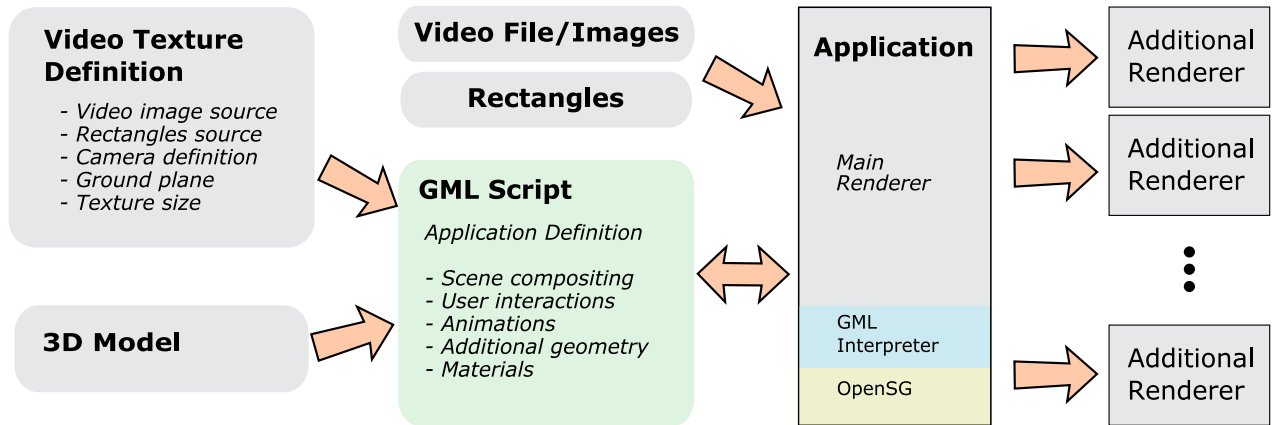 Video Texture
Definition
- Video image source
- Rectangles source
- Camera definition
- Ground plane
- Texture size
3D Model
Video File/Images
Rectangles
GML Script
Application Definition
- Scene compositing
- User interactions
- Animations
- Additional geometry
- Materials
Application
Main
Renderer
GML
Interpreter
OpenSG
Additional
Renderer
Additional
Renderer
Additional
Renderer